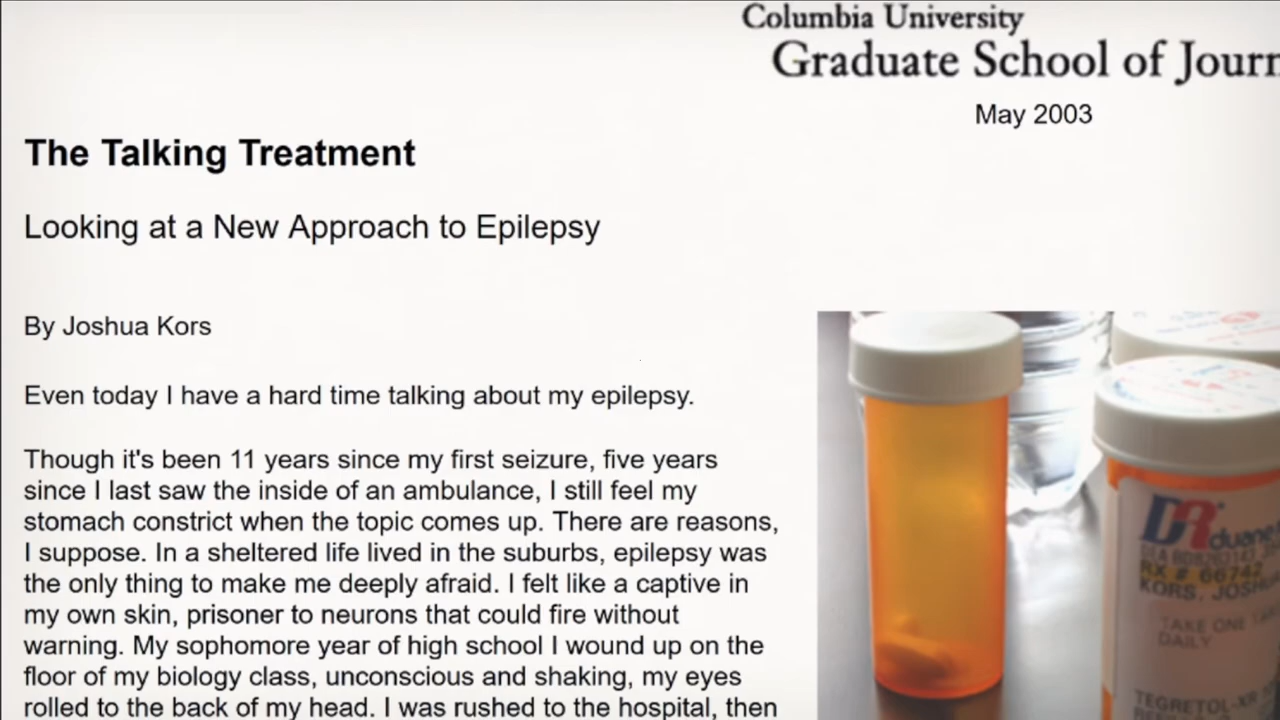 Columbia University
Graduate School of Journ
May 2003
The Talking Treatment
Looking at a New Approach to Epilepsy
By Joshua Kors
Even today I have a hard time talking about my epilepsy.
Though it's been 11 years since my first seizure, five years
since I last saw the inside of an ambulance, I still feel my
stomach constrict when the topic comes up. There are reasons,
I suppose. In a sheltered life lived in the suburbs, epilepsy was
the only thing to make me deeply afraid. I felt like a captive in
my own skin, prisoner to neurons that could fire without
warning. My sophomore year of high school I wound up on the
floor of my biology class, unconscious and shaking, my eyes
rolled to the back of my head. I was rushed to the hospital, then
DR duane
RX # 66742
KORS, JOSHU
TAKE ONE TA
DAILY
TEGRETOL-XR